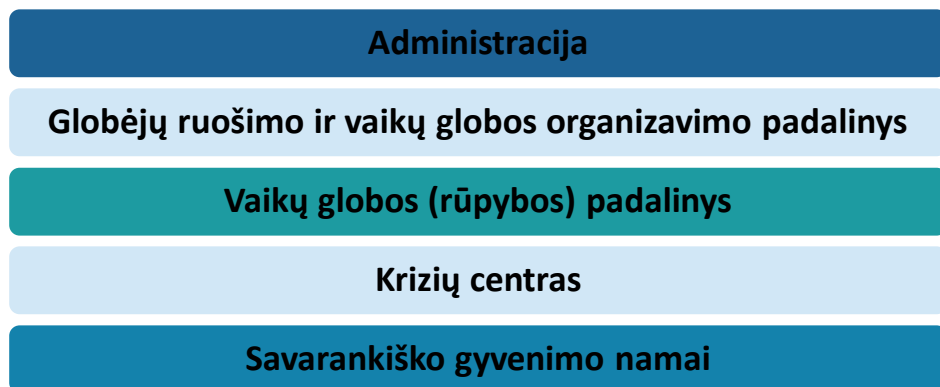 Administracija
Globėjų ruošimo ir vaikų globos organizavimo padalinys
Vaikų globos (rūpybos) padalinys
Krizių centras
Savarankiško gyvenimo namai